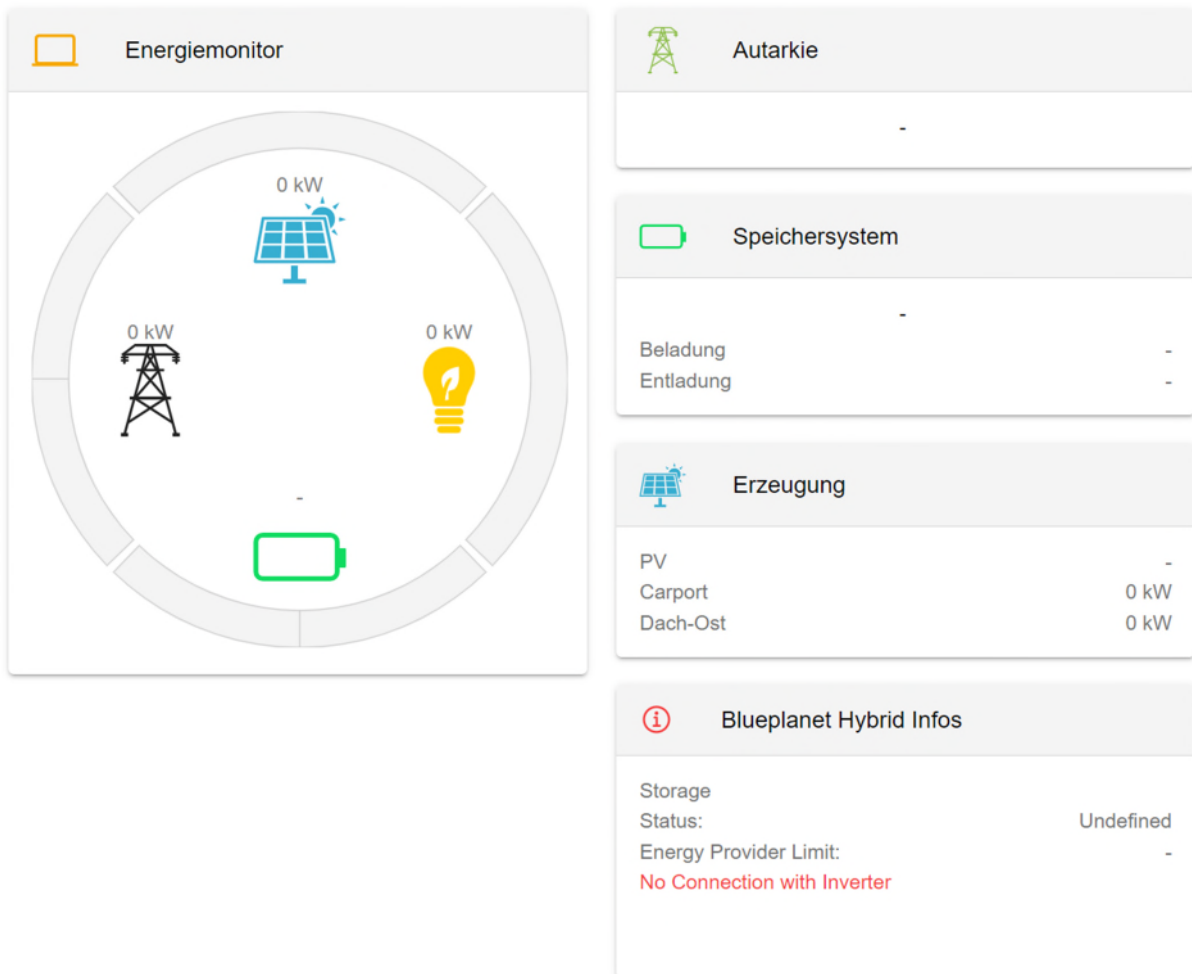 Energiemonitor
0 kW
0 kW
0 kW
-
Autarkie
-
Speichersystem
-
Beladung -
Entladung -
Erzeugung
PV -
Carport 0 kW
Dach-Ost 0 kW
Blueplanet Hybrid Infos
Storage
Status: Undefined
Energy Provider Limit: -
No Connection with Inverter